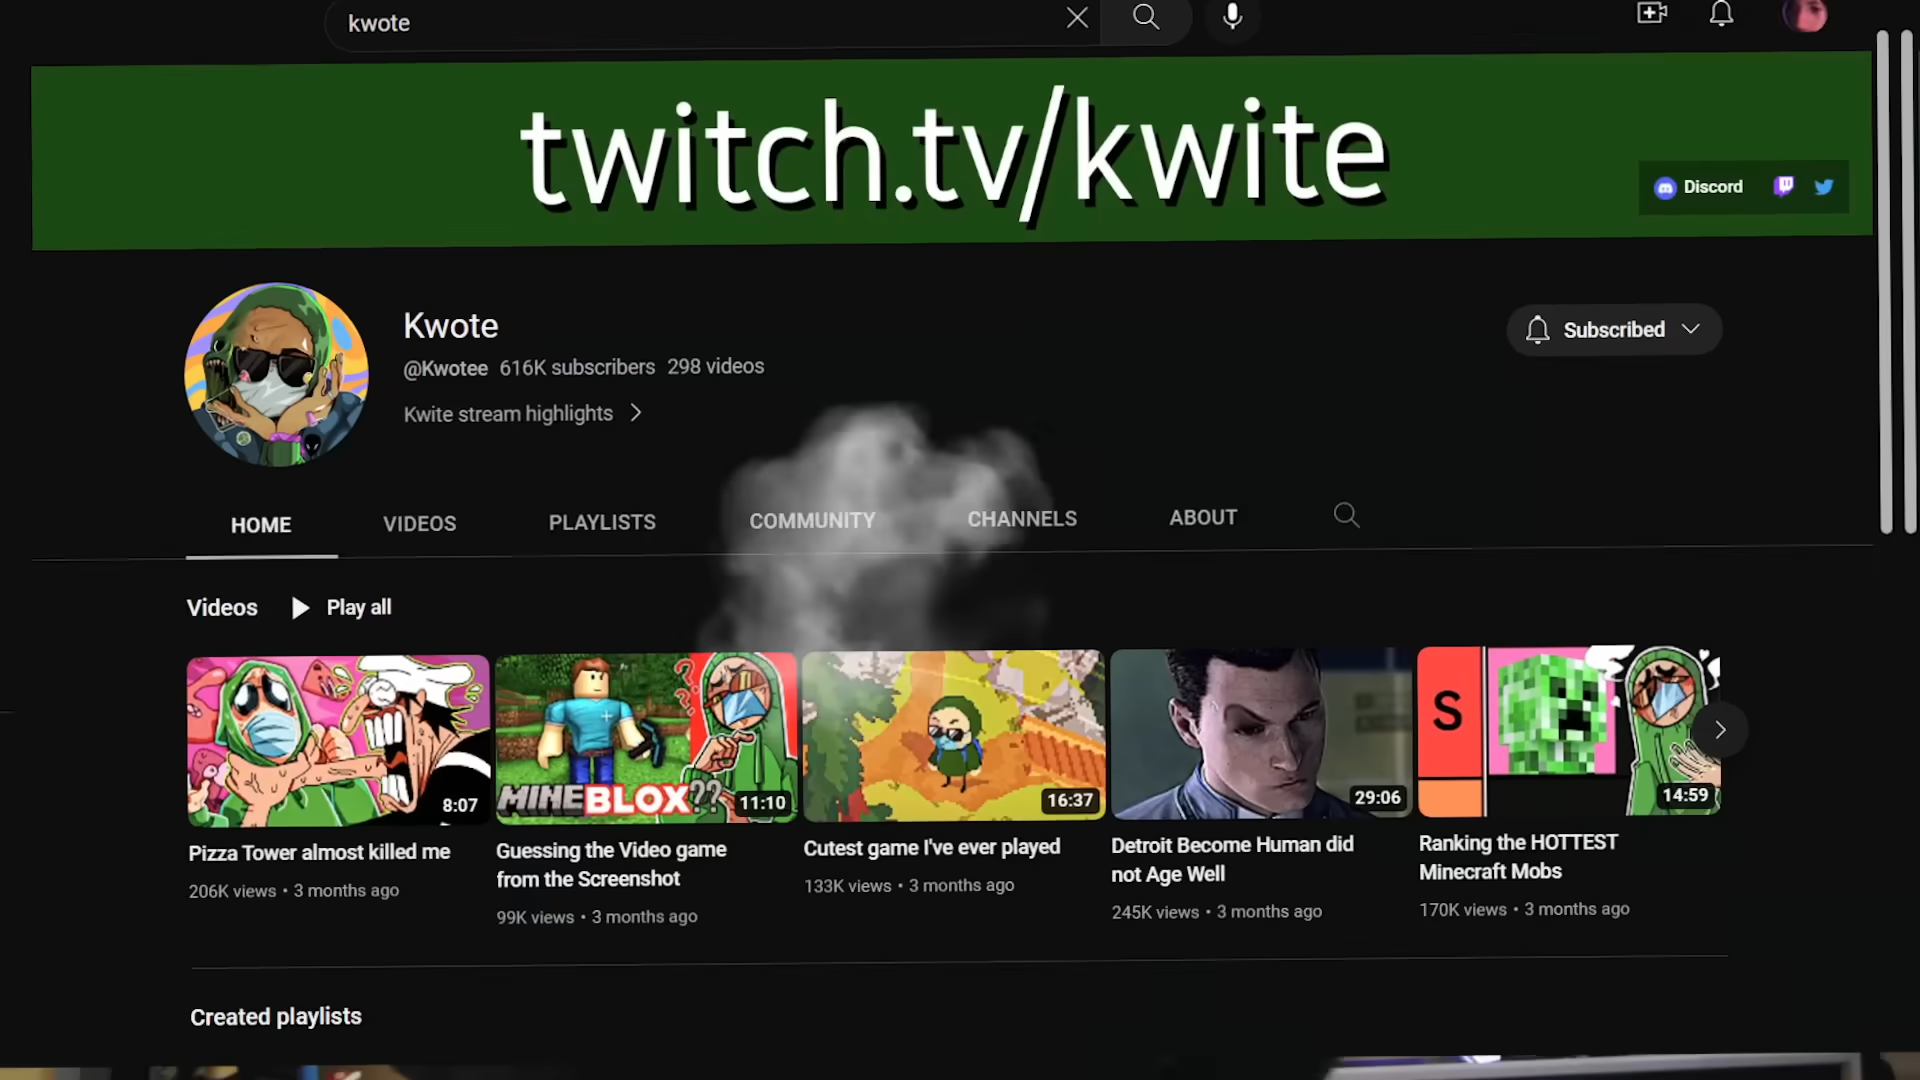 kwote
twitch.tv/kwite
Discord
Kwote
@Kwotee 616K subscribers 298 videos
Kwite stream highlights
HOME VIDEOS PLAYLISTS COMMUNITY CHANNELS ABOUT
Videos Play all
8:07
MINEBLOX??
11:10
16:37
29:06
S
14:59
Pizza Tower almost killed me
206K views • 3 months ago
Guessing the Video game
from the Screenshot
99K views • 3 months ago
Cutest game I've ever played
133K views • 3 months ago
Detroit Become Human did
not Age Well
245K views • 3 months ago
Ranking the HOTTEST
Minecraft Mobs
170K views • 3 months ago
Created playlists